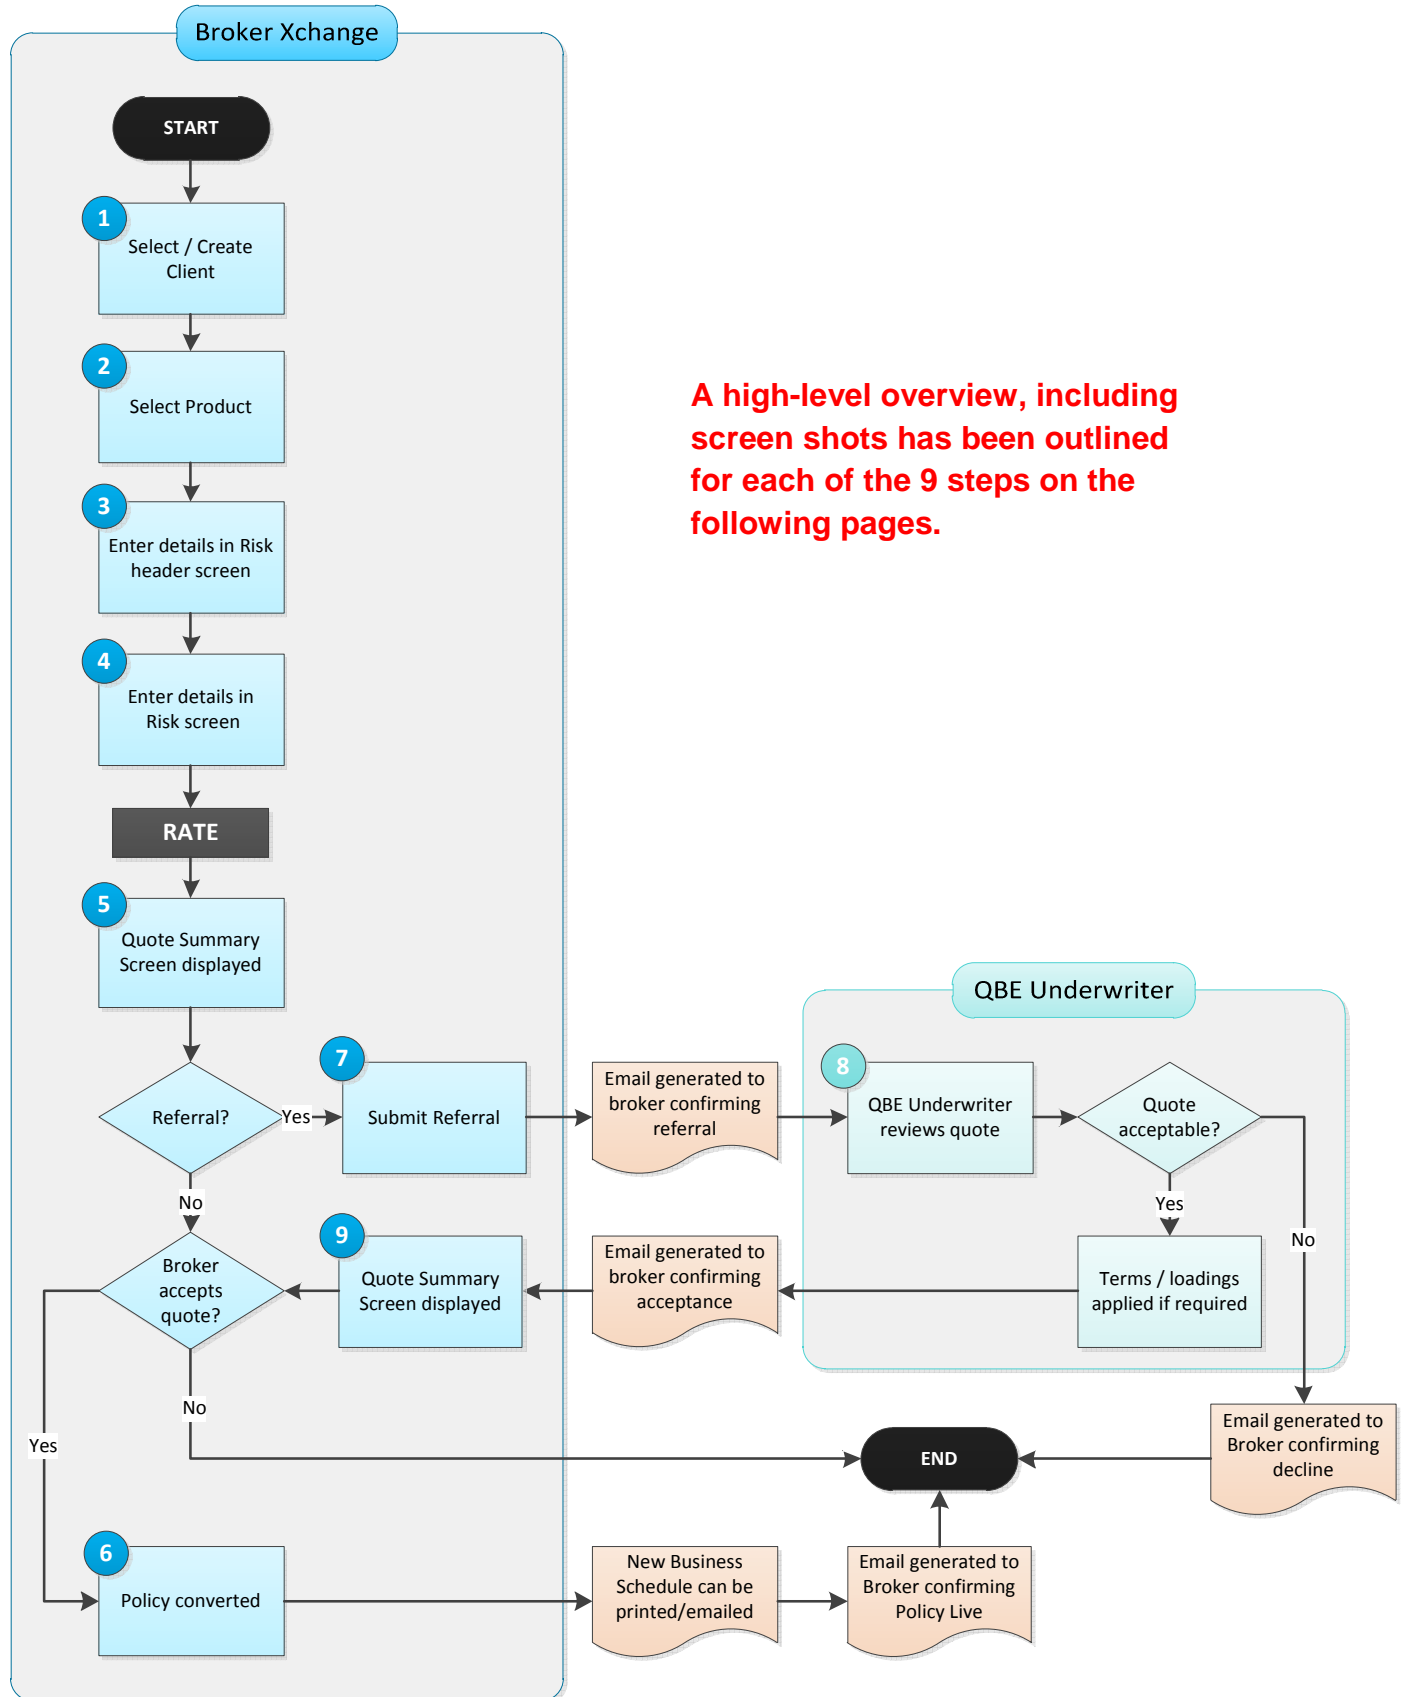 Broker Xchange
START
1
Select / Create
Client
2
Select Product
A high-level overview, including
screen shots has been outlined
for each of the 9 steps on the
following pages.
3
Enter details in Risk
header screen
4
Enter details in
Risk screen
RATE
5
Quote Summary
Screen displayed
QBE Underwriter
Referral?
Yes
7
Submit Referral
Email generated to
broker confirming
referral
8
QBE Underwriter
reviews quote
Quote
acceptable?
No
Yes
No
Broker
accepts
quote?
9
Quote Summary
Screen displayed
Email generated to
broker confirming
acceptance
Terms / loadings
applied if required
No
Yes
END
Email generated to
Broker confirming
decline
6
Policy converted
New Business
Schedule can be
printed/emailed
Email generated to
Broker confirming
Policy Live